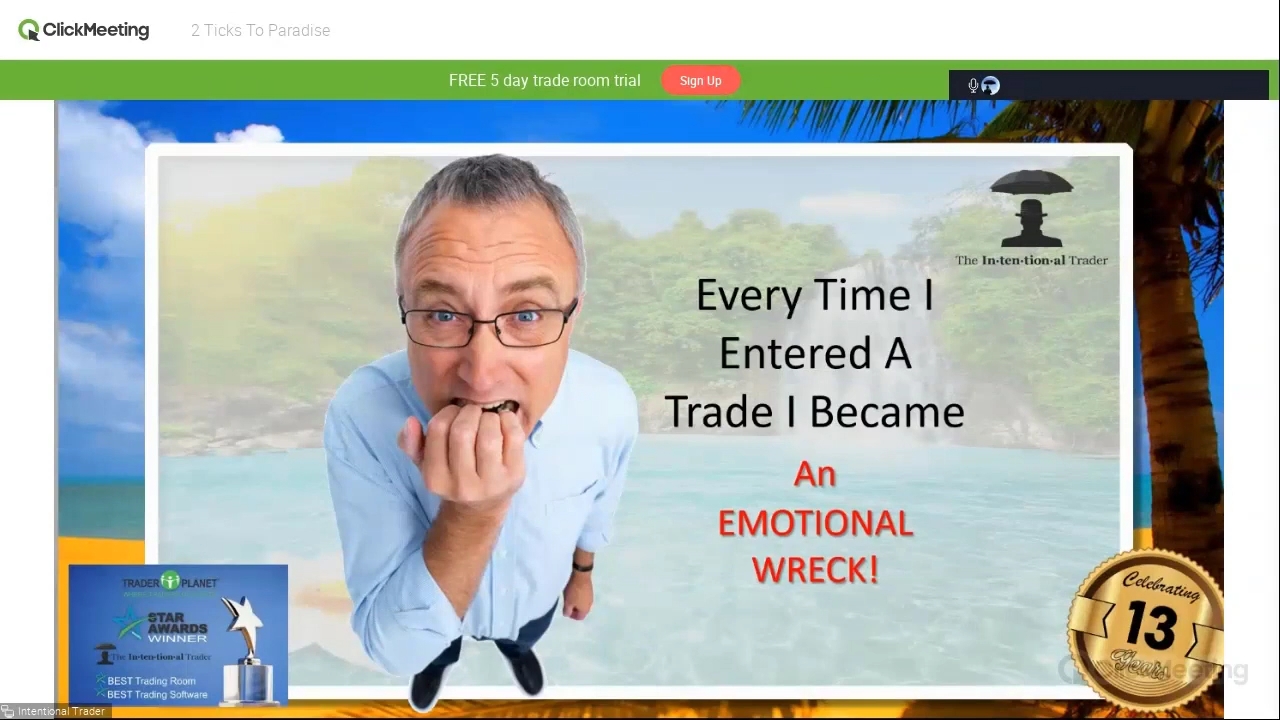 ClickMeeting
2 Ticks To Paradise
FREE 5 day trade room trial
Sign Up
The In·ten·tion·al Trader
Every Time I
Entered A
Trade I Became
An
EMOTIONAL
WRECK!
TRADER PLANET
STAR
AWARDS
WINNER
The In·ten·tion·al Trader
BEST Trading Room
BEST Trading Software
Celebrating
13
Years
ClickMeeting
Intentional Trader